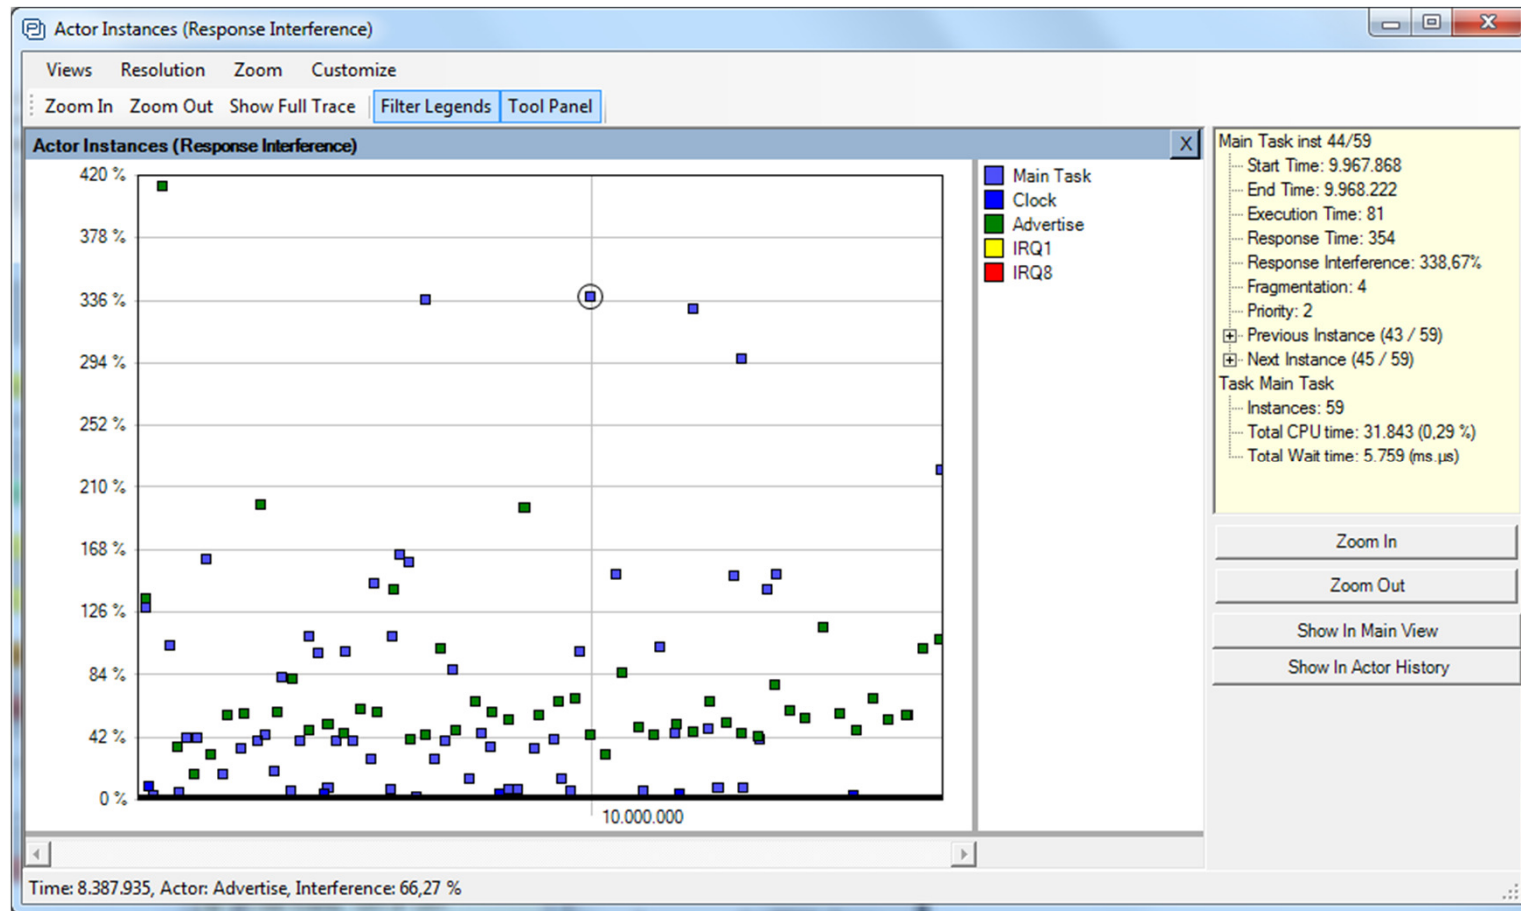 Actor Instances (Response Interference)
Views Resolution Zoom Customize
Zoom In Zoom Out Show Full Trace Filter Legends Tool Panel
Actor Instances (Response Interference) X
420 %
378 %
336 %
294 %
252 %
210 %
168 %
126 %
84 %
42 %
0 %
10.000.000
Main Task
Clock
Advertise
IRQ1
IRQ8
Main Task inst 44/59
Start Time: 9.967.868
End Time: 9.968.222
Execution Time: 81
Response Time: 354
Response Interference: 338,67%
Fragmentation: 4
Priority: 2
Previous Instance (43 / 59)
Next Instance (45 / 59)
Task Main Task
Instances: 59
Total CPU time: 31.843 (0,29 %)
Total Wait time: 5.759 (ms.µs)
Zoom In
Zoom Out
Show In Main View
Show In Actor History
Time: 8.387.935, Actor: Advertise, Interference: 66,27 %